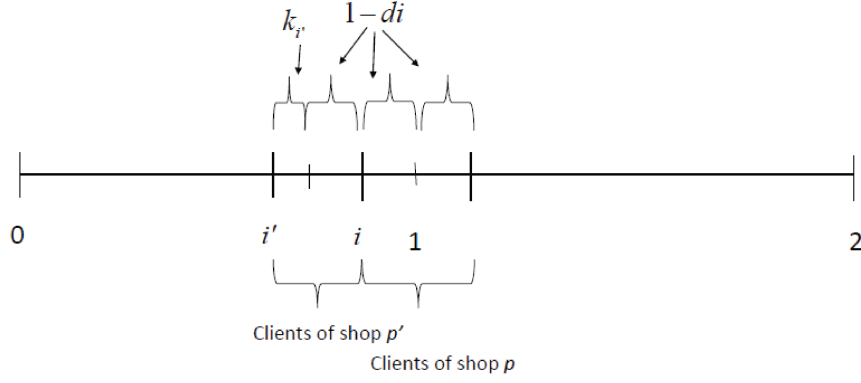 k_{i'}
1 – di
0
i'
i
1
2
Clients of shop p'
Clients of shop p